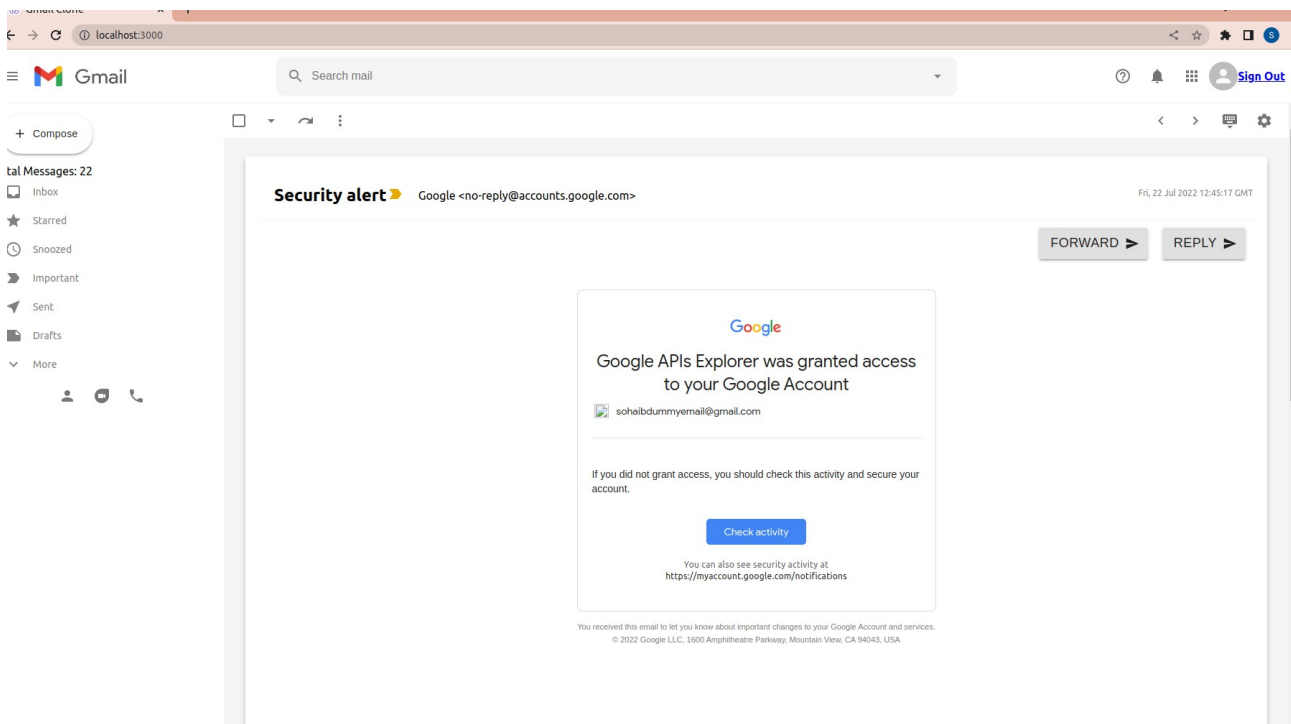 Gmail Clone
localhost:3000
S
Gmail
Search mail
Sign Out
+ Compose
tal Messages: 22
Inbox
Starred
Snoozed
Important
Sent
Drafts
More
Security alert
Google <no-reply@accounts.google.com>
Fri, 22 Jul 2022 12:45:17 GMT
FORWARD
REPLY
Google
Google APIs Explorer was granted access
to your Google Account
sohaibdummyemail@gmail.com
If you did not grant access, you should check this activity and secure your
account.
Check activity
You can also see security activity at
https://myaccount.google.com/notifications
You received this email to let you know about important changes to your Google Account and services.
© 2022 Google LLC, 1600 Amphitheatre Parkway, Mountain View, CA 94043, USA